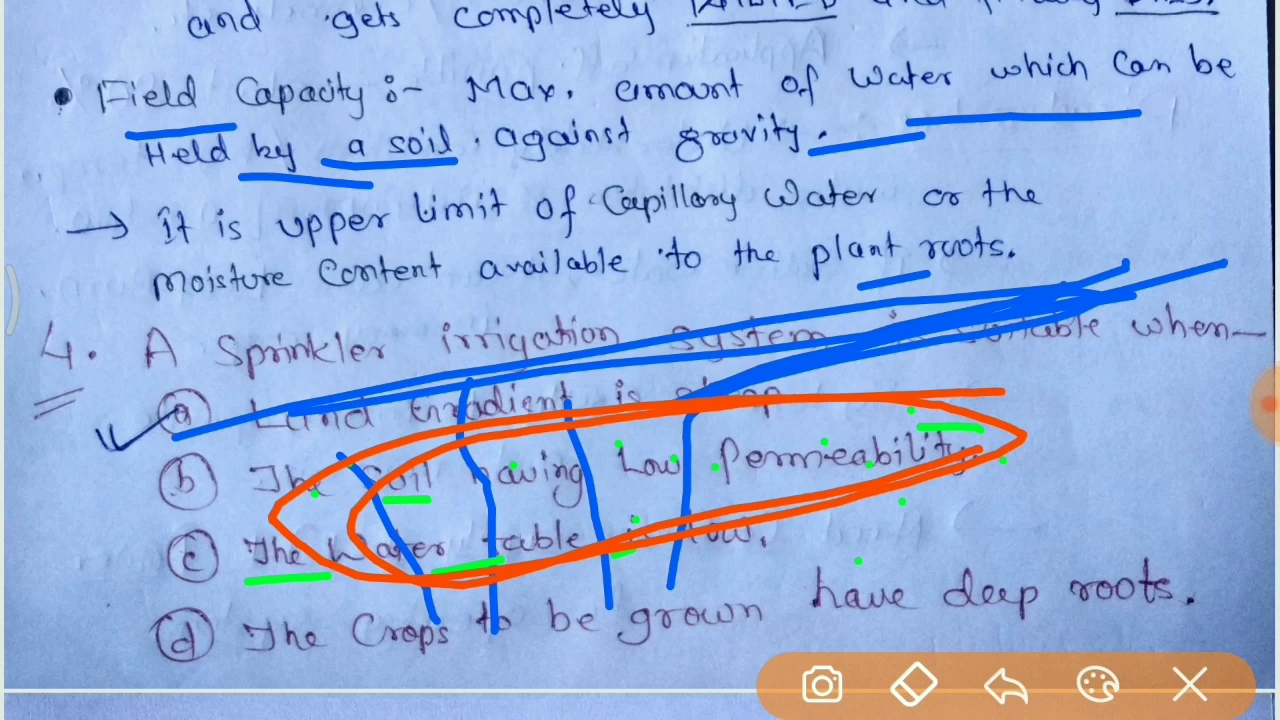 and gets completely and
• Field Capacity :- Max. amount of water which can be
Held by a soil, against gravity.
→ it is upper limit of Capillary Water or the
moisture Content available to the plant roots.
4. A Sprinkler irrigation system is suitable when—
(a) Land Gradient is steep
(b) The Soil having Low permeability.
(c) The Water table is low.
(d) The Crops to be grown have deep roots.